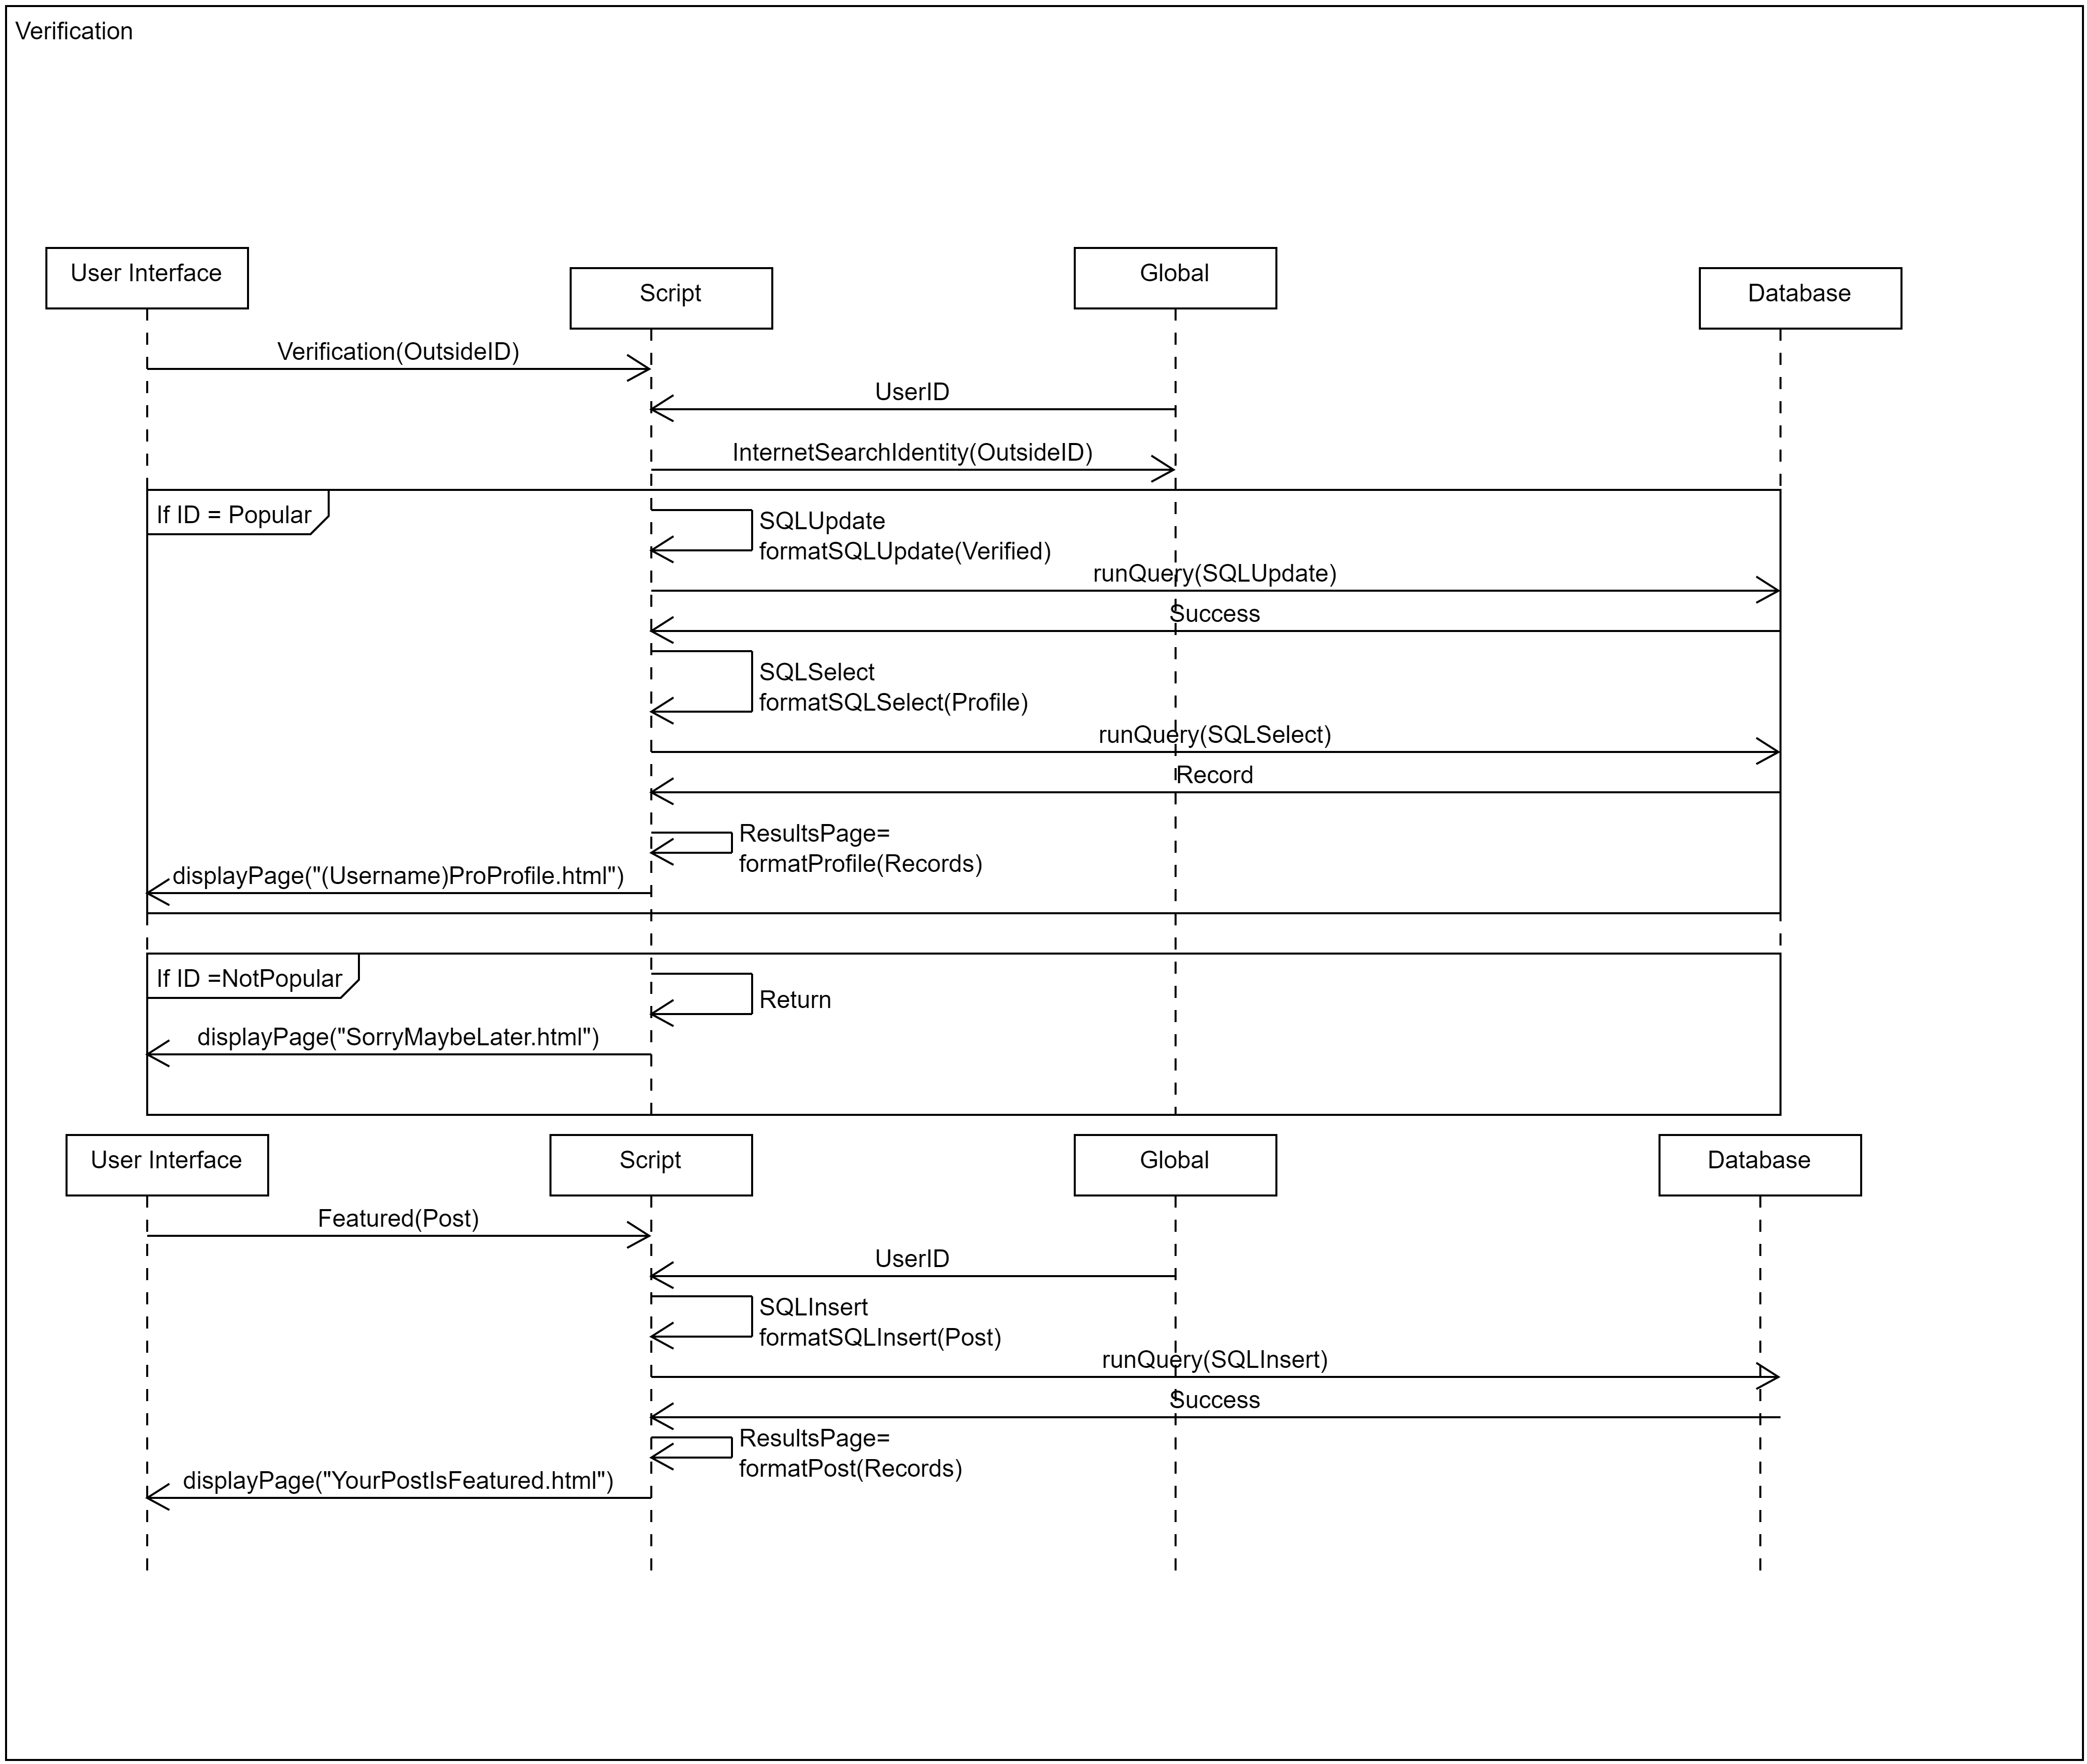 Verification
User Interface
Script
Global
Database
Verification(OutsideID)
UserID
InternetSearchIdentity(OutsideID)
If ID = Popular
SQLUpdate
formatSQLUpdate(Verified)
runQuery(SQLUpdate)
Success
SQLSelect
formatSQLSelect(Profile)
runQuery(SQLSelect)
Record
ResultsPage=
formatProfile(Records)
displayPage("(Username)ProProfile.html")
If ID =NotPopular
Return
displayPage("SorryMaybeLater.html")
User Interface
Script
Global
Database
Featured(Post)
UserID
SQLInsert
formatSQLInsert(Post)
runQuery(SQLInsert)
Success
ResultsPage=
formatPost(Records)
displayPage("YourPostIsFeatured.html")